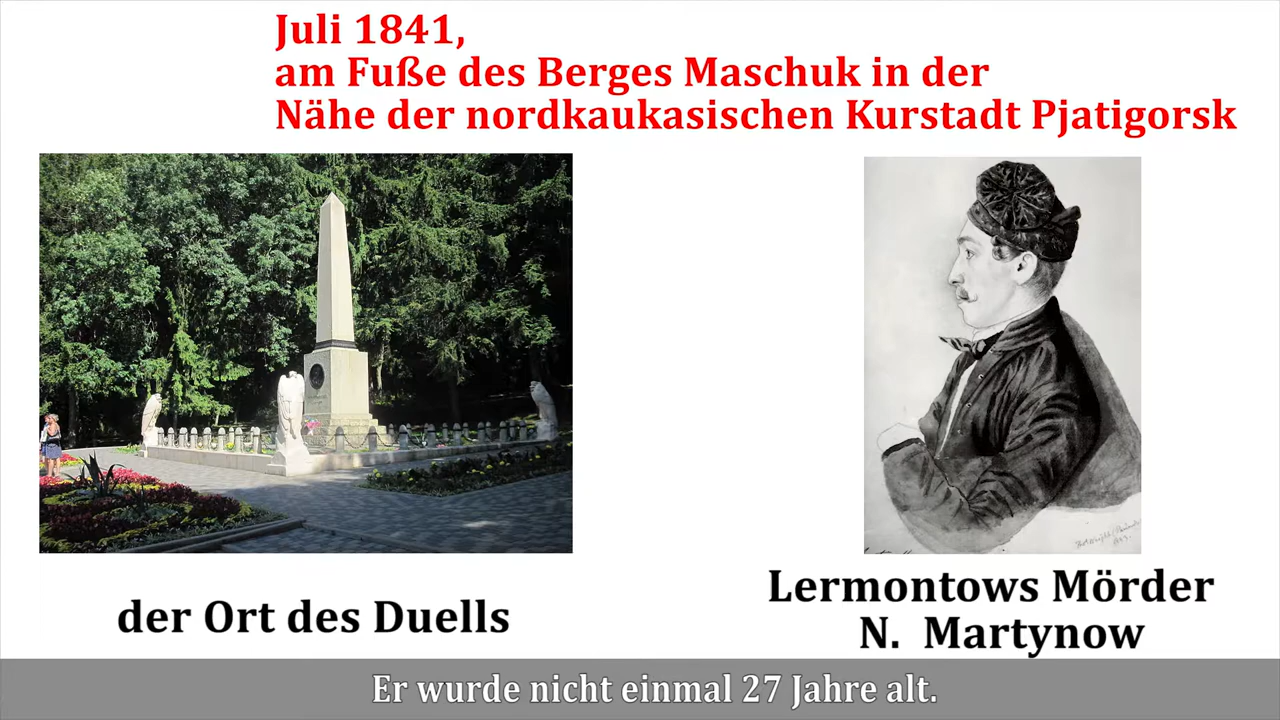 Juli 1841,
am Fuße des Berges Maschuk in der
Nähe der nordkaukasischen Kurstadt Pjatigorsk
der Ort des Duells
Lermontows Mörder
N. Martynow
Er wurde nicht einmal 27 Jahre alt.